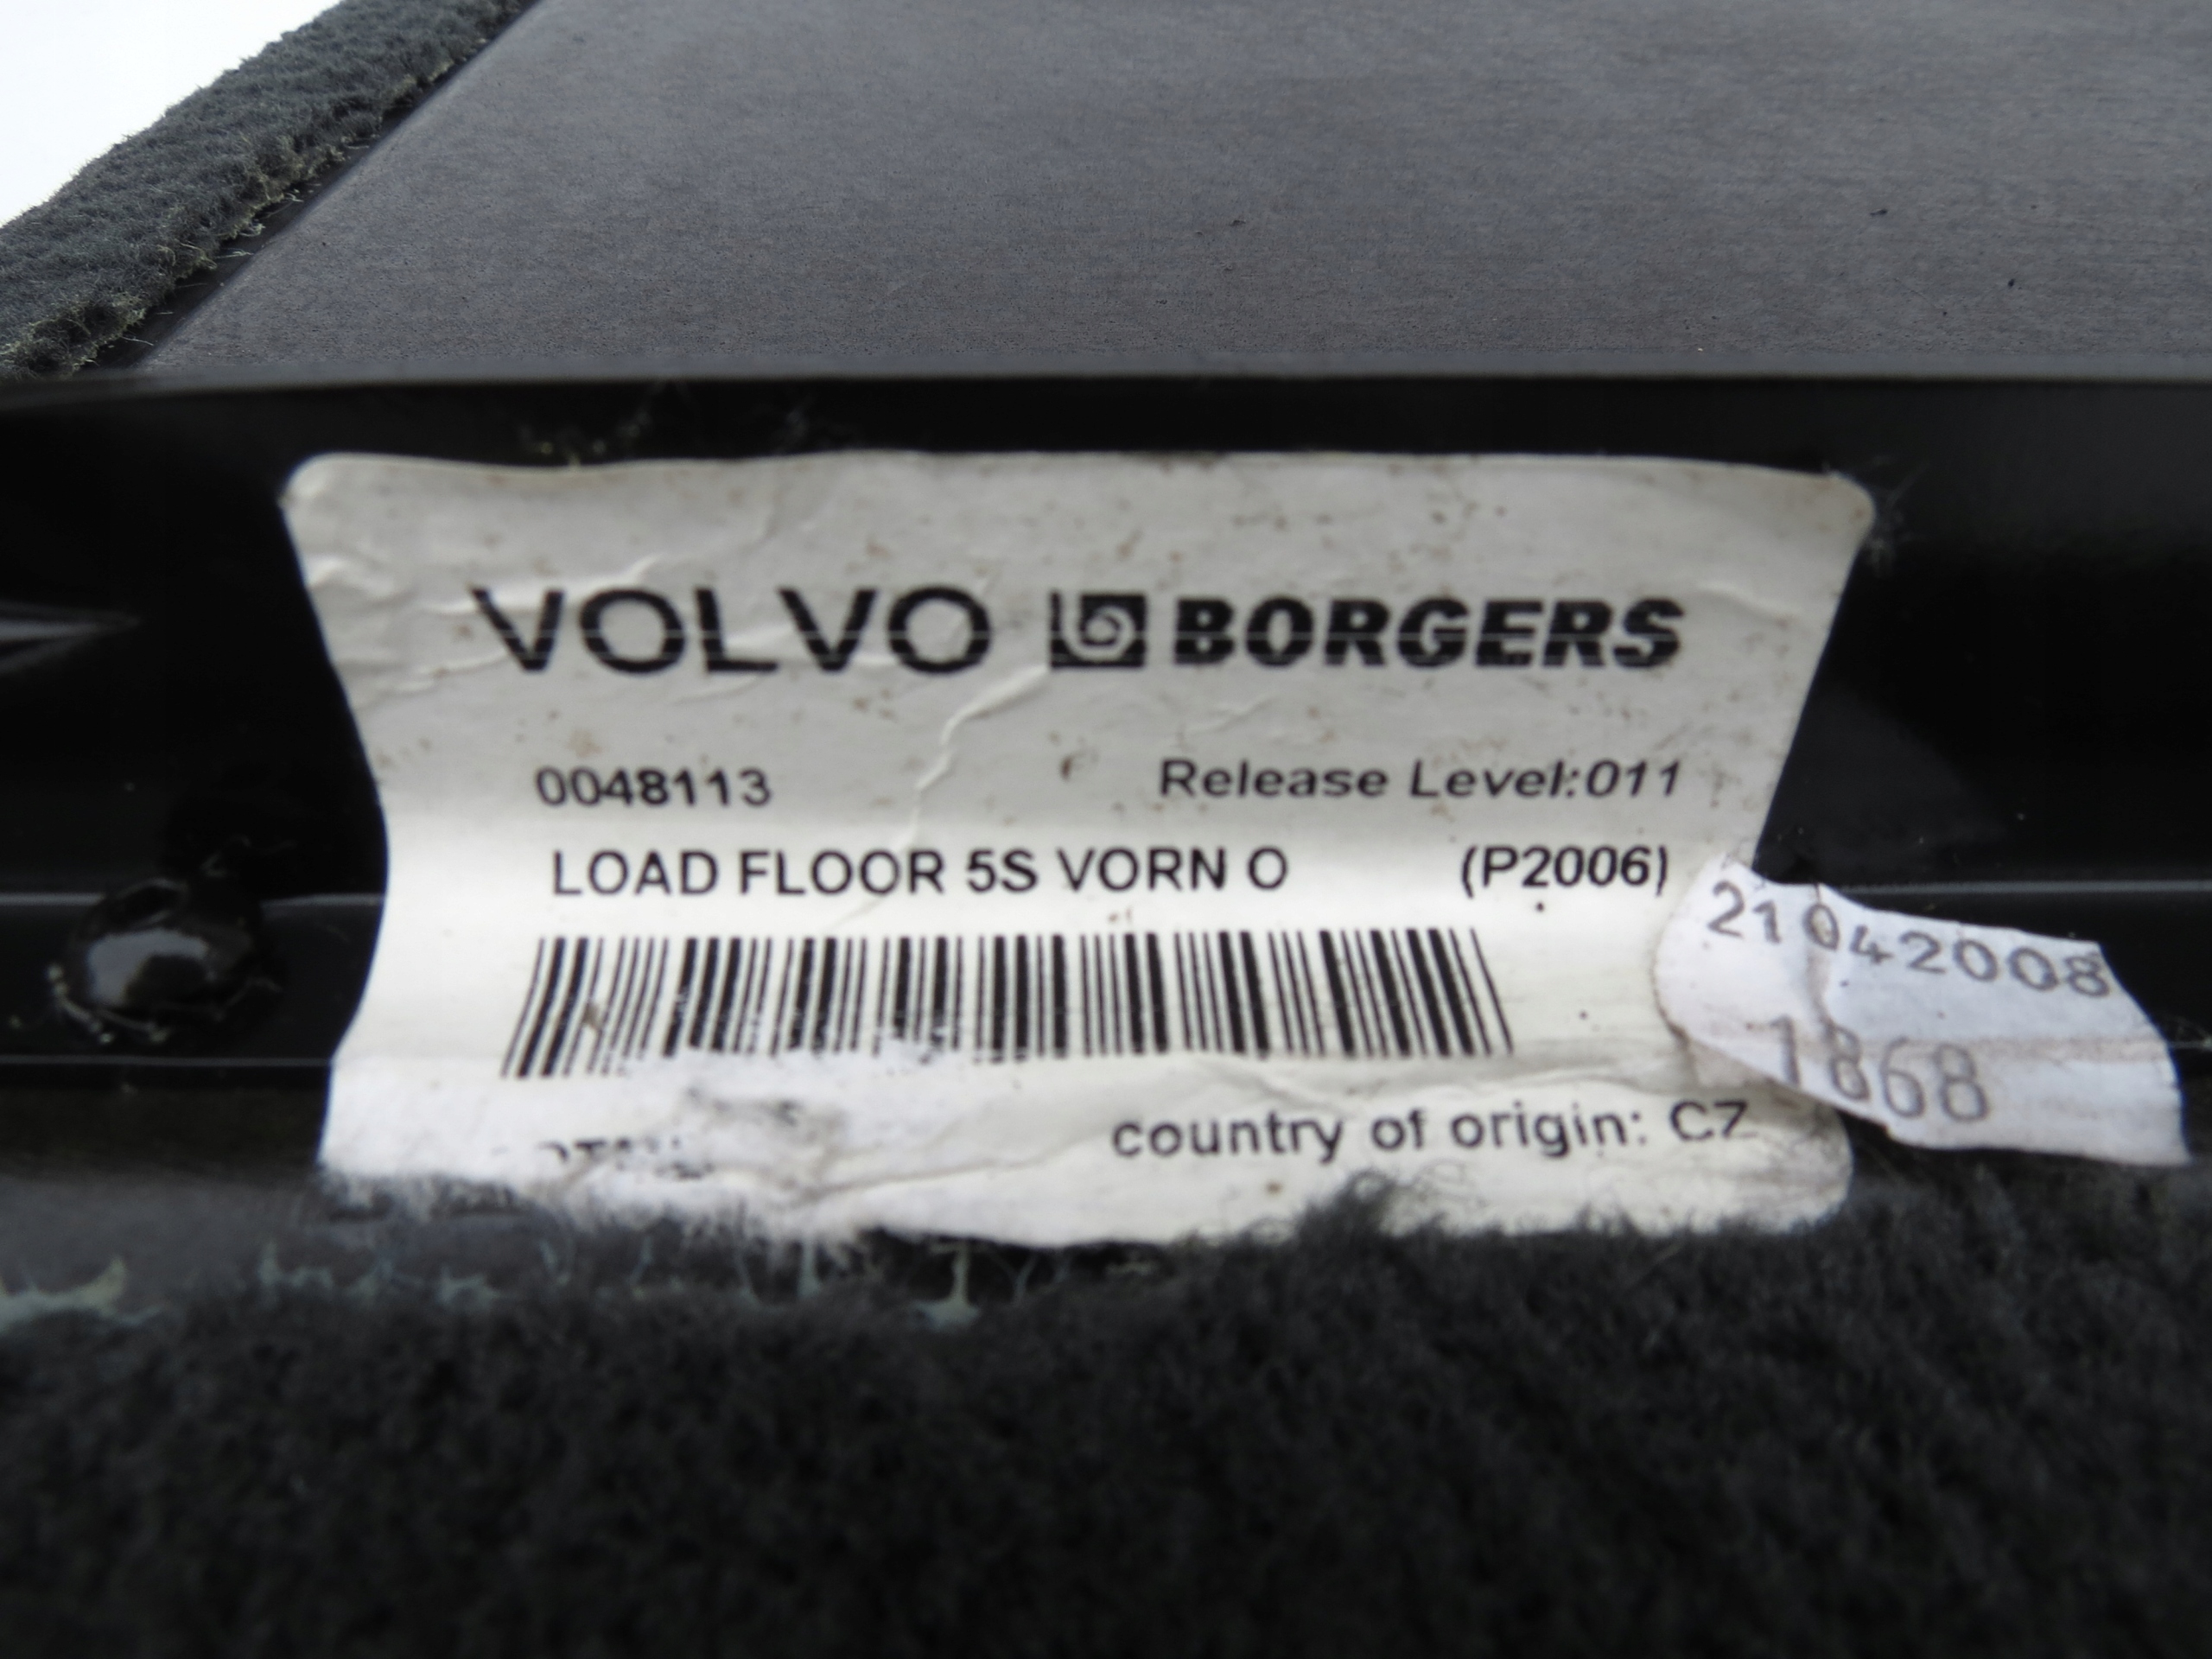 VOLVO BORGERS
0048113 Release Level:011
LOAD FLOOR 5S VORN O (P2006)
21042008
1868
country of origin: CZ